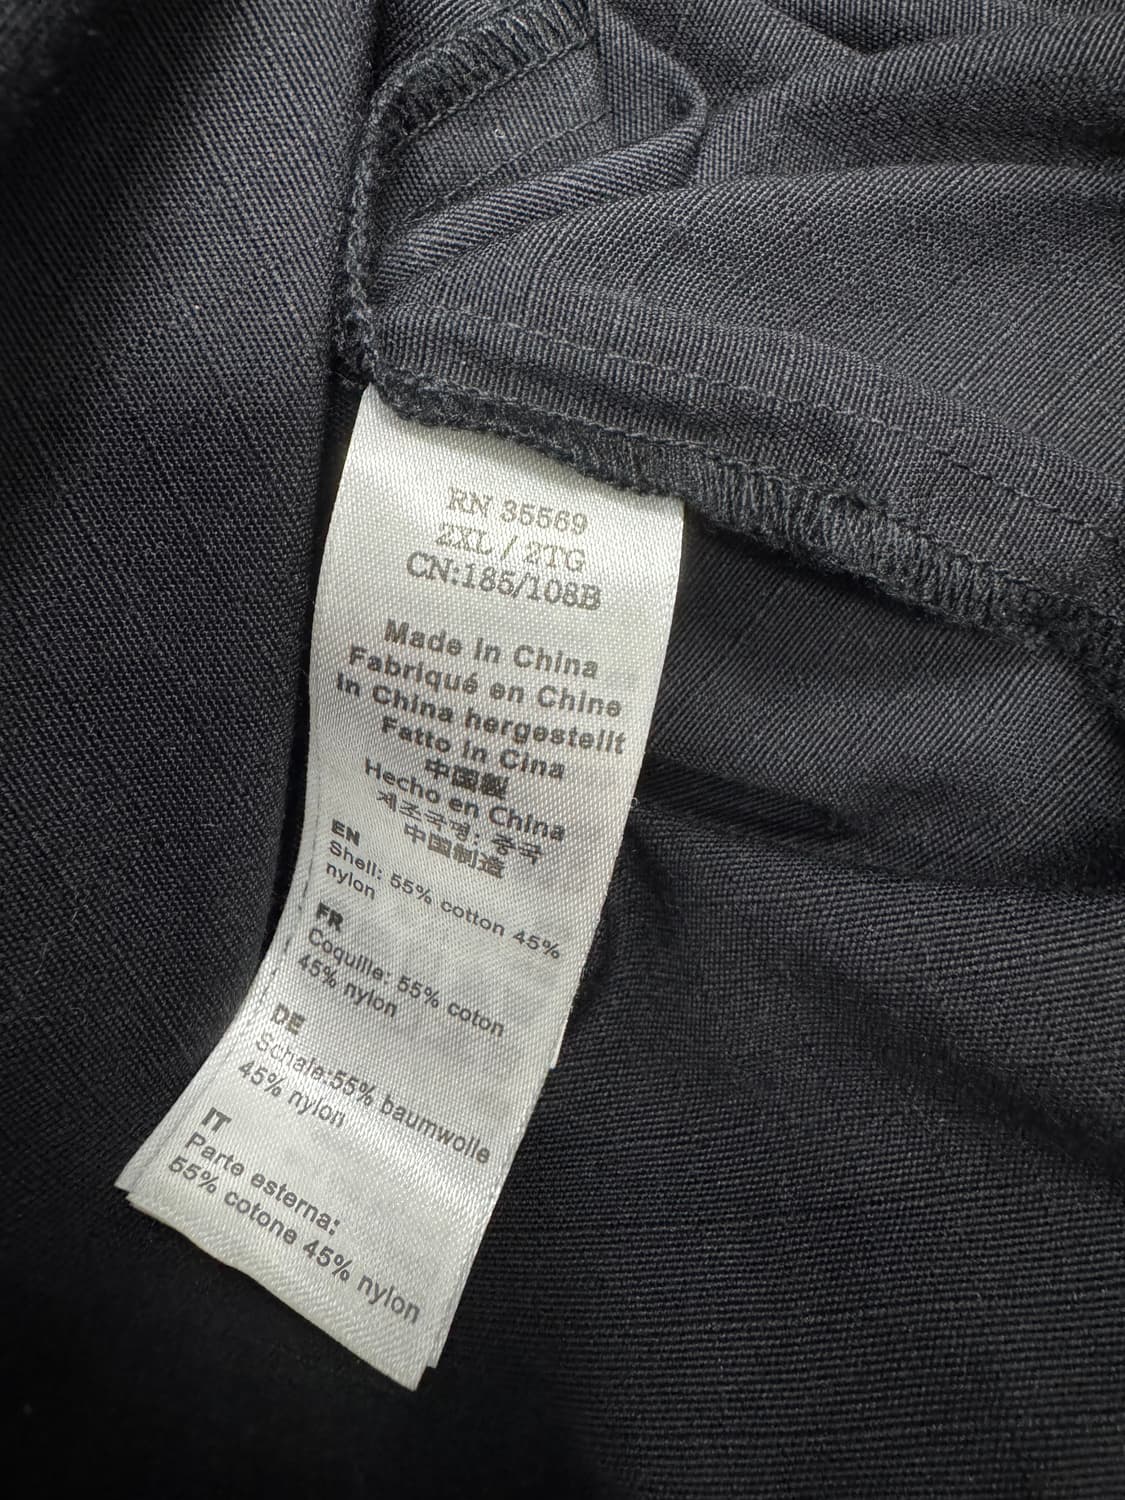 RN 35569
2XL / 2TG
CN:185/108B
Made in China
Fabriqué en Chine
In China hergestellt
Fatto in Cina
中国製
Hecho en China
제조국명: 중국
中国制造
EN
Shell: 55% cotton 45%
nylon
FR
Coquille: 55% coton
45% nylon
DE
Schale:55% baumwolle
45% nylon
IT
Parte esterna:
55% cotone 45% nylon